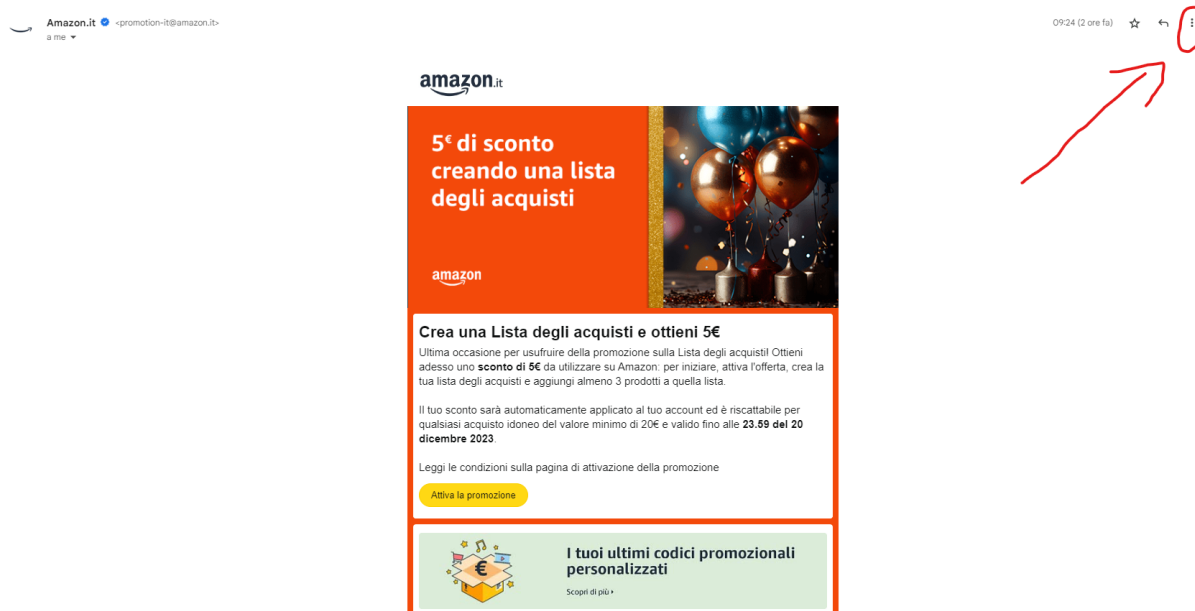 Amazon.it <promotion-it@amazon.it>
09:24 (2 ore fa)
a me
amazon.it
5€ di sconto
creando una lista
degli acquisti
amazon
Crea una Lista degli acquisti e ottieni 5€
Ultima occasione per usufruire della promozione sulla Lista degli acquisti! Ottieni
adesso uno sconto di 5€ da utilizzare su Amazon: per iniziare, attiva l'offerta, crea la
tua lista degli acquisti e aggiungi almeno 3 prodotti a quella lista.
Il tuo sconto sarà automaticamente applicato al tuo account ed è riscattabile per
qualsiasi acquisto idoneo del valore minimo di 20€ e valido fino alle 23.59 del 20
dicembre 2023.
Leggi le condizioni sulla pagina di attivazione della promozione
Attiva la promozione
€
I tuoi ultimi codici promozionali
personalizzati
Scopri di più